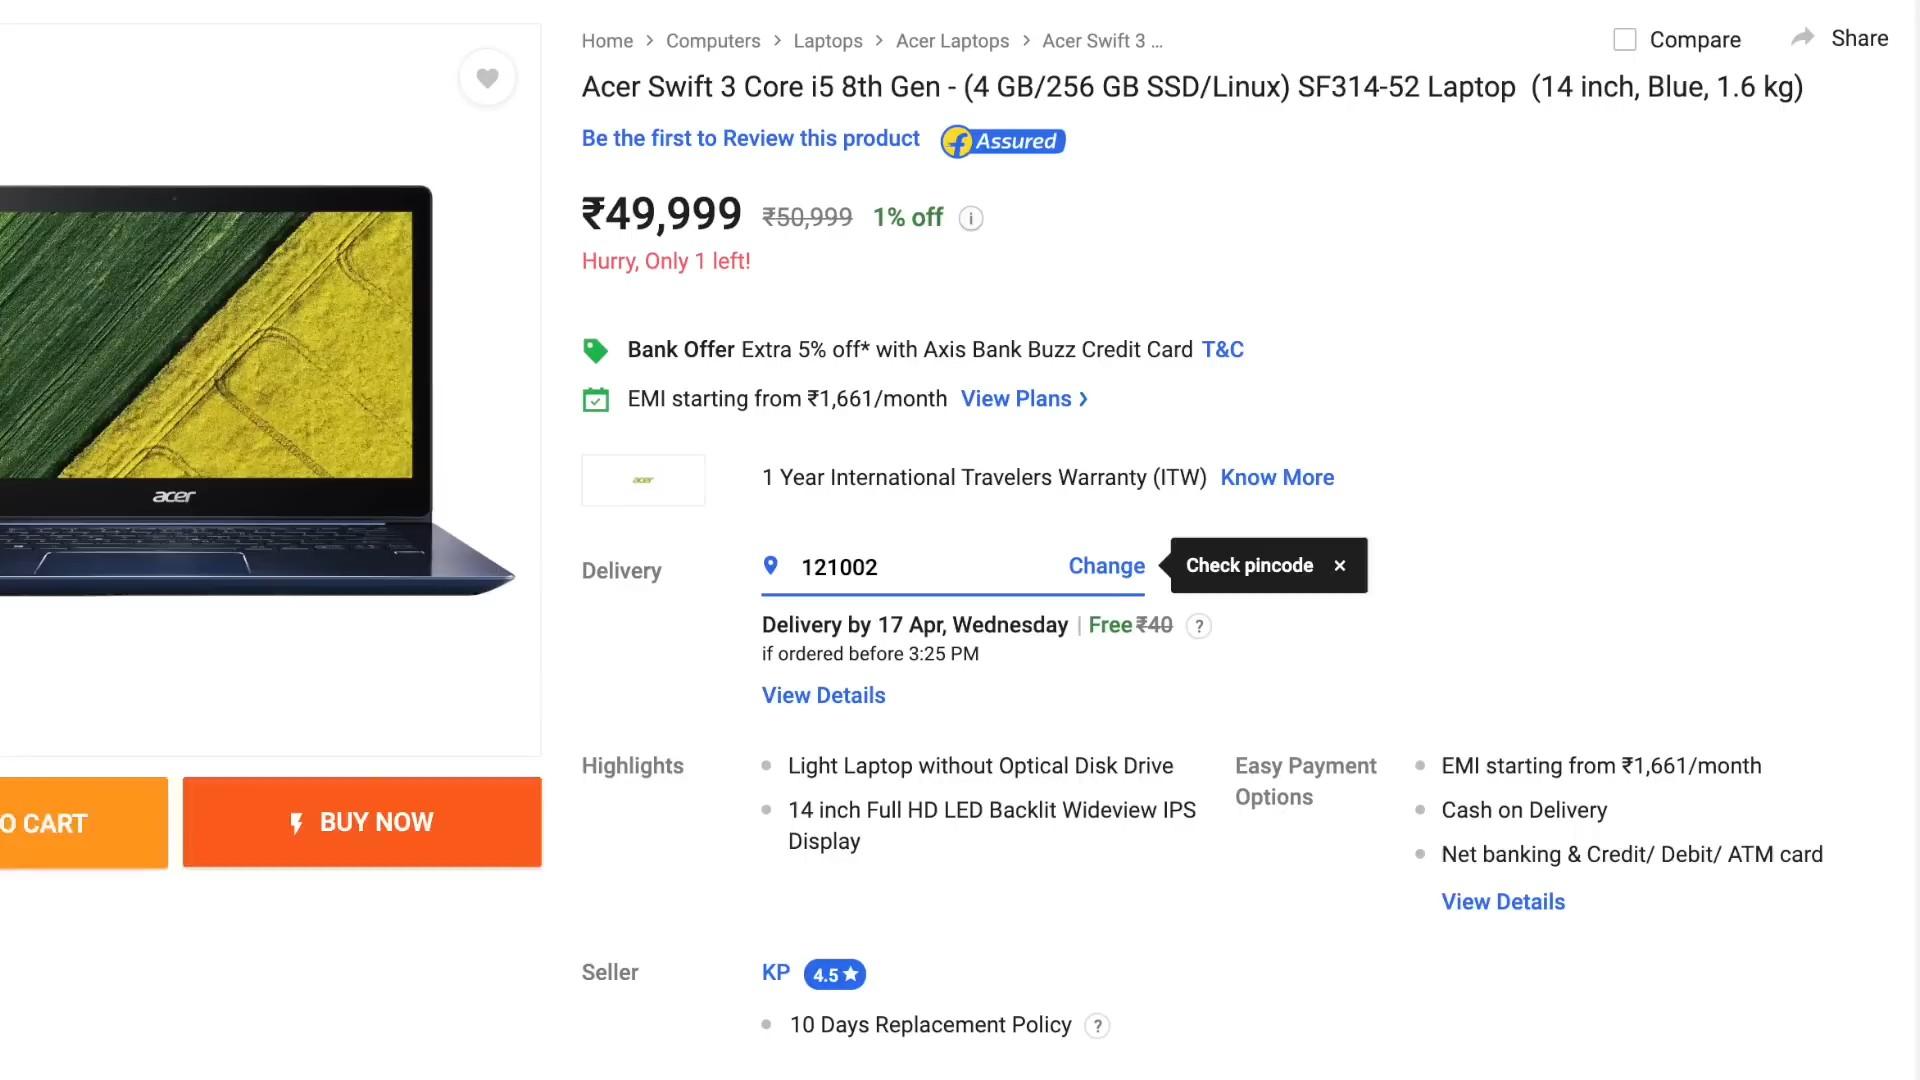 Home > Computers > Laptops > Acer Laptops > Acer Swift 3 ...
Compare
Share
Acer Swift 3 Core i5 8th Gen - (4 GB/256 GB SSD/Linux) SF314-52 Laptop (14 inch, Blue, 1.6 kg)
Be the first to Review this product
f Assured
₹49,999 ₹50,999 1% off i
Hurry, Only 1 left!
Bank Offer Extra 5% off* with Axis Bank Buzz Credit Card T&C
EMI starting from ₹1,661/month View Plans >
acer
acer
1 Year International Travelers Warranty (ITW) Know More
Delivery
121002
Change
Check pincode ×
Delivery by 17 Apr, Wednesday | Free ₹40 ?
if ordered before 3:25 PM
View Details
O CART
BUY NOW
Highlights
Light Laptop without Optical Disk Drive
14 inch Full HD LED Backlit Wideview IPS
Display
Easy Payment
Options
EMI starting from ₹1,661/month
Cash on Delivery
Net banking & Credit/ Debit/ ATM card
View Details
Seller
KP 4.5★
10 Days Replacement Policy ?